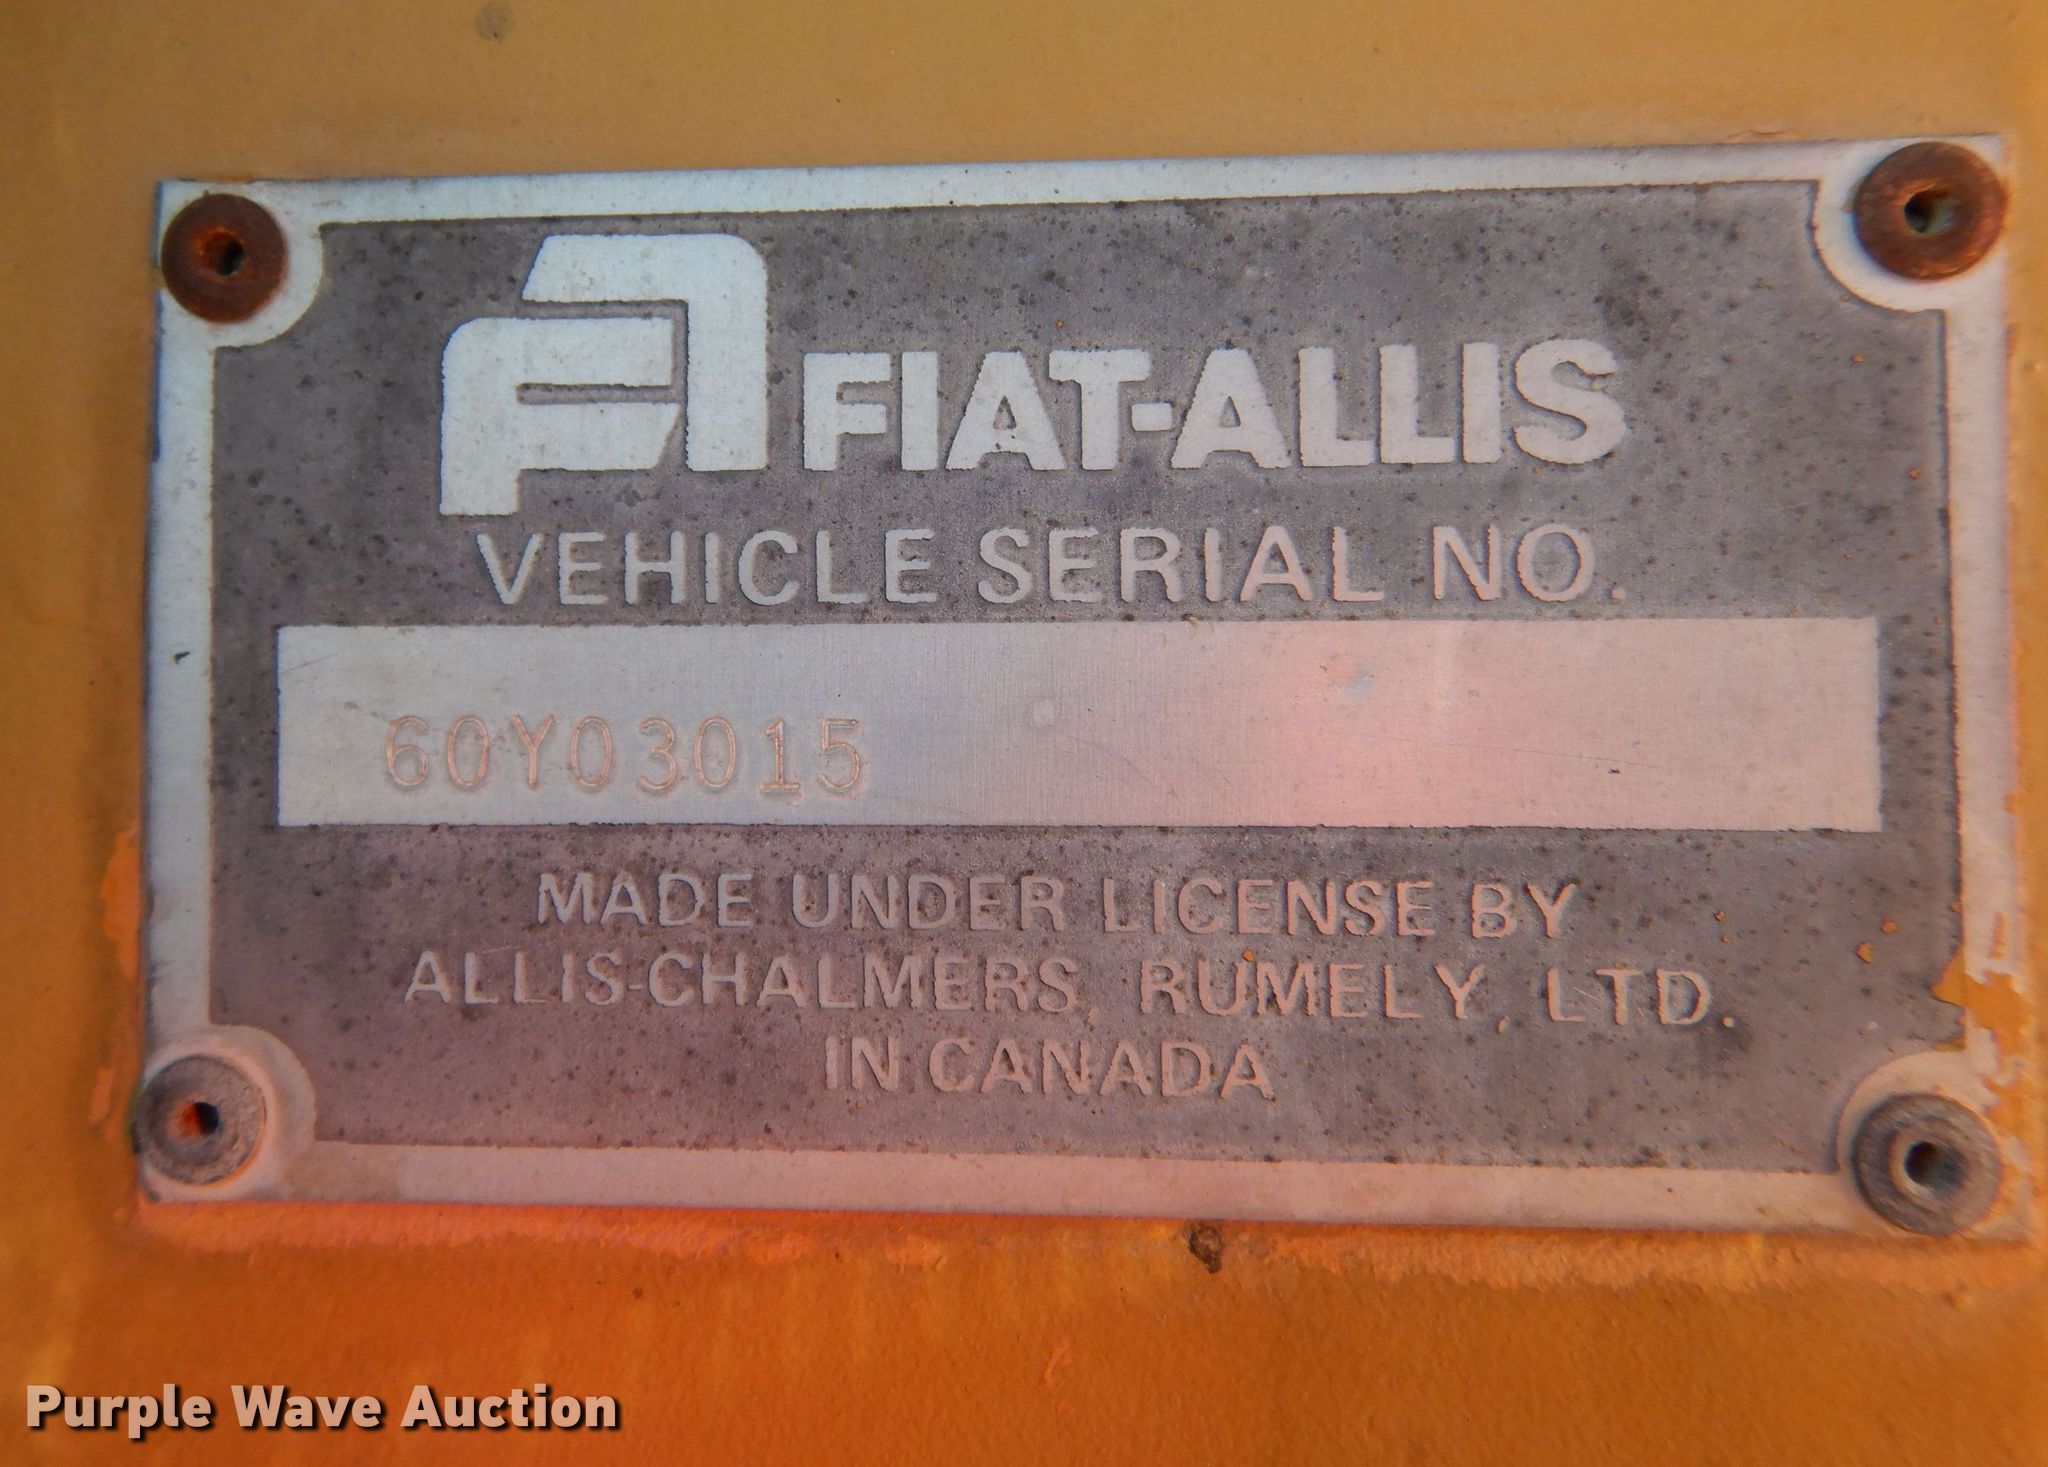 FA FIAT-ALLIS
VEHICLE SERIAL NO.
60Y03015
MADE UNDER LICENSE BY
ALLIS-CHALMERS, RUMELY, LTD.
IN CANADA
Purple Wave Auction